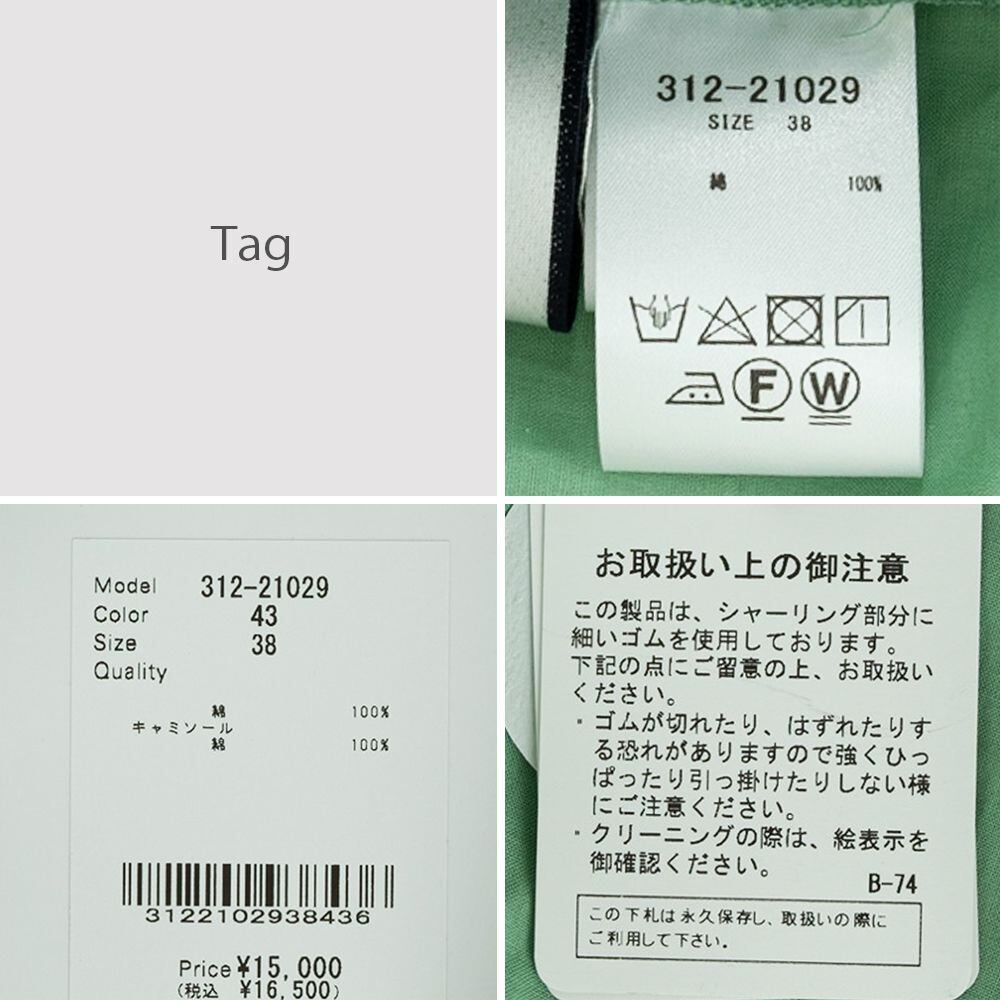 Tag
312-21029
SIZE 38
綿 100%
F W
Model 312-21029
Color 43
Size 38
Quality
綿 100%
キャミソール
綿 100%
3122102938436
Price ¥15,000
(税込 ¥16,500)
お取扱い上の御注意
この製品は、シャーリング部分に
細いゴムを使用しております。
下記の点にご留意の上、お取扱い
ください。
・ゴムが切れたり、はずれたりす
る恐れがありますので強くひっ
ぱったり引っ掛けたりしない様
にご注意ください。
・クリーニングの際は、絵表示を
御確認ください。
B-74
この下札は永久保存し、取扱いの際に
ご利用して下さい。